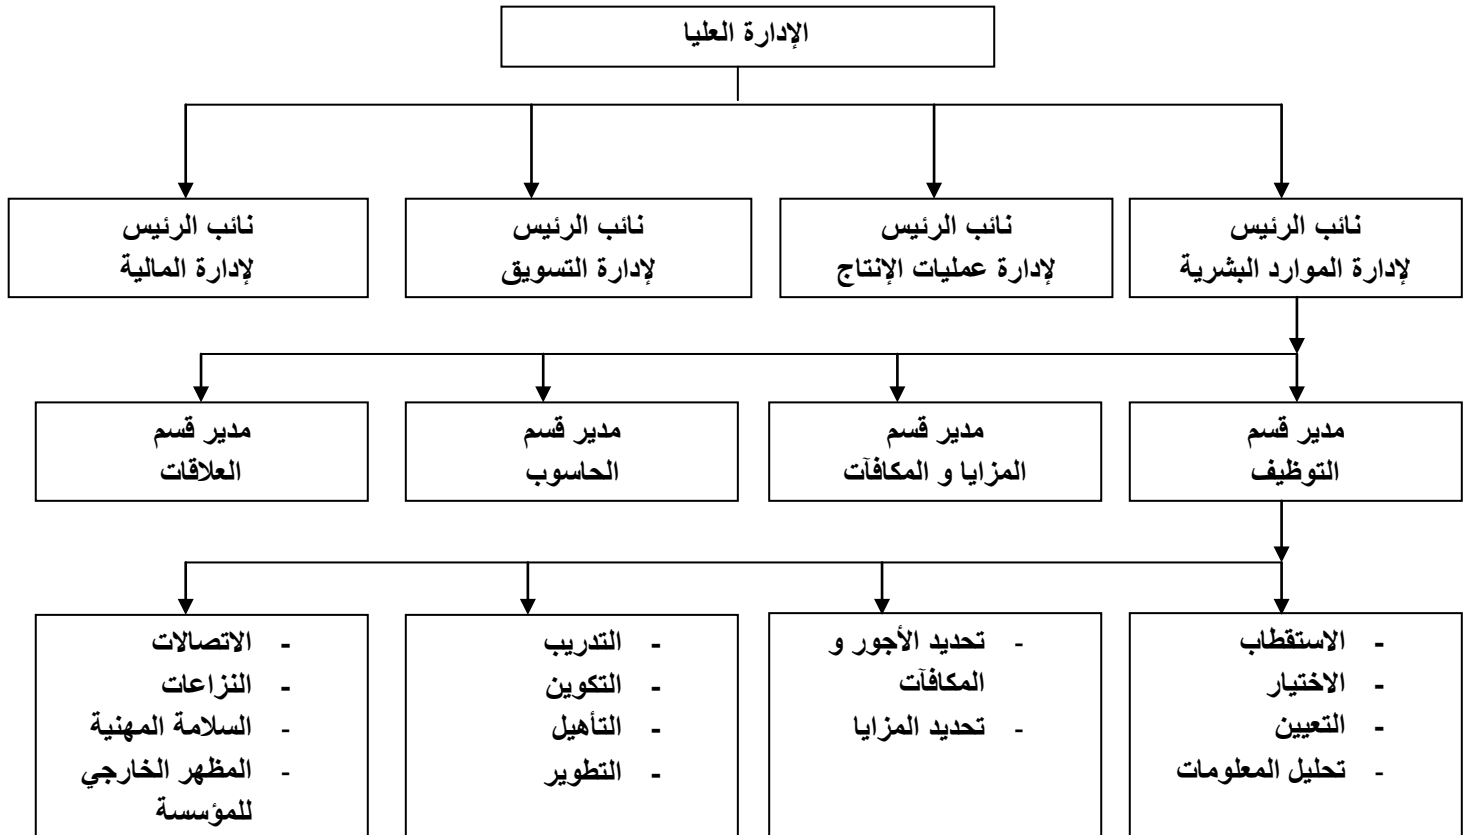 الإدارة العليا
نائب الرئيس
لإدارة الموارد البشرية
نائب الرئيس
لإدارة عمليات الإنتاج
نائب الرئيس
لإدارة التسويق
نائب الرئيس
لإدارة المالية
مدير قسم
التوظيف
مدير قسم
المزايا و المكافآت
مدير قسم
الحاسوب
مدير قسم
العلاقات
- الاستقطاب
- الاختيار
- التعيين
- تحليل المعلومات
- تحديد الأجور و
المكافآت
- تحديد المزايا
- التدريب
- التكوين
- التأهيل
- التطوير
- الاتصالات
- النزاعات
- السلامة المهنية
- المظهر الخارجي
للمؤسسة